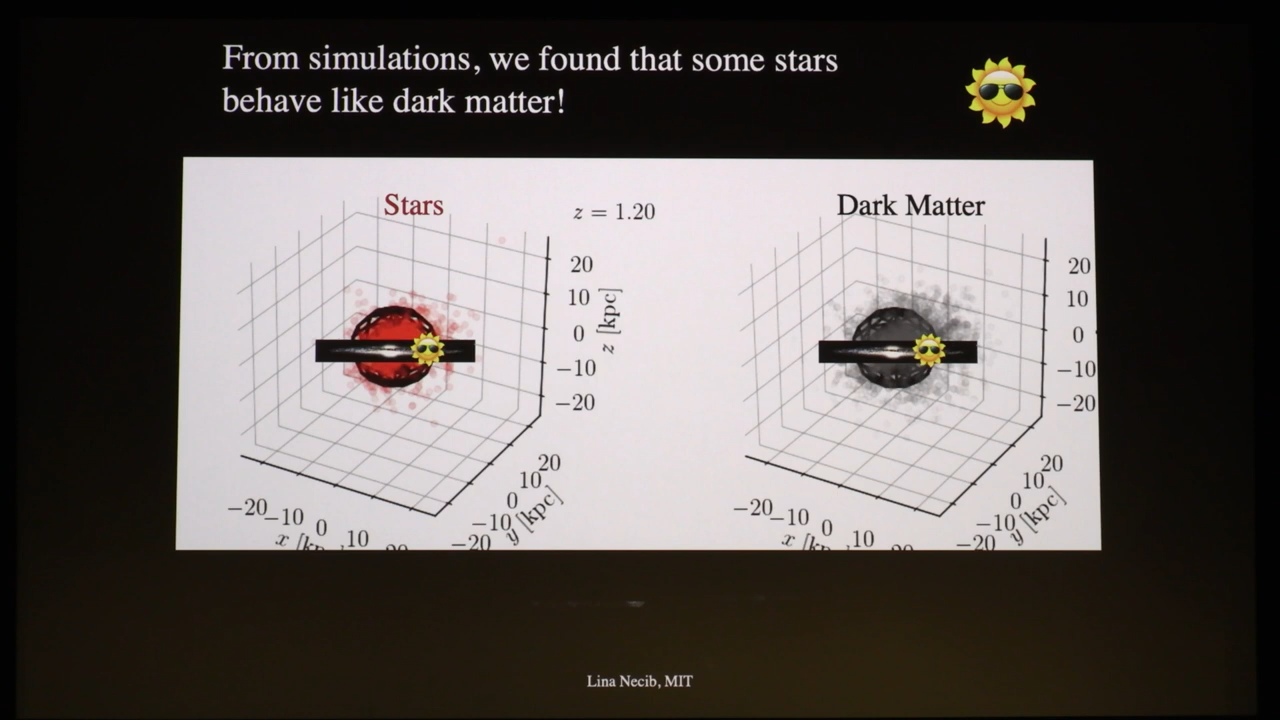 From simulations, we found that some stars
behave like dark matter!
Stars
z = 1.20
Dark Matter
20
10
0
−10
−20
z [kpc]
20
10
0
−10
−20
y [kpc]
−20
−10
0
10
x
20
10
0
−10
−20
20
10
0
−10
−20
y [kpc]
−20
−10
0
10
x
Lina Necib, MIT